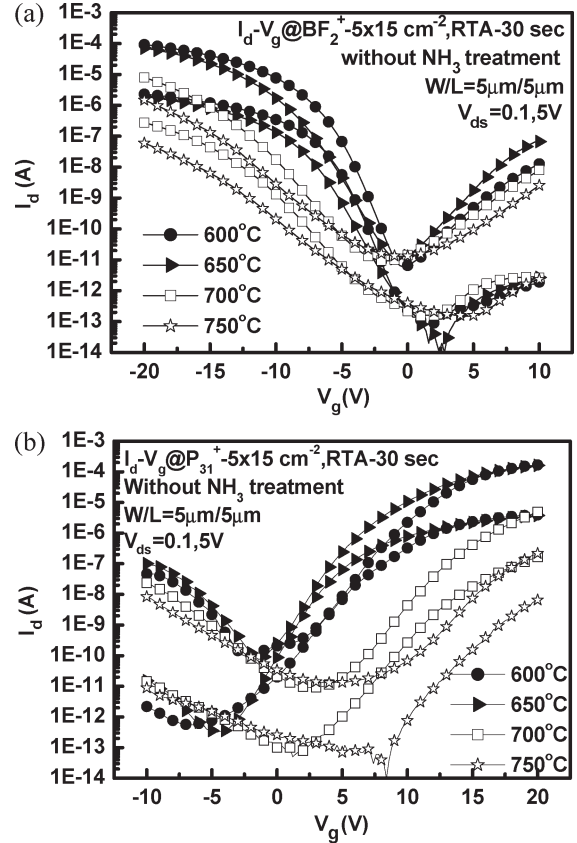 (a)
I_d-V_g@BF_2^+-5x15 cm^-2,RTA-30 sec
without NH_3 treatment
W/L=5μm/5μm
V_ds=0.1,5V
1E-3
1E-4
1E-5
1E-6
1E-7
1E-8
1E-9
1E-10
1E-11
1E-12
1E-13
1E-14
I_d(A)
600°C
650°C
700°C
750°C
-20 -15 -10 -5 0 5 10
V_g(V)
(b)
I_d-V_g@P_31^+-5x15 cm^-2,RTA-30 sec
Without NH_3 treatment
W/L=5μm/5μm
V_ds=0.1,5V
1E-3
1E-4
1E-5
1E-6
1E-7
1E-8
1E-9
1E-10
1E-11
1E-12
1E-13
1E-14
I_d(A)
600°C
650°C
700°C
750°C
-10 -5 0 5 10 15 20
V_g(V)